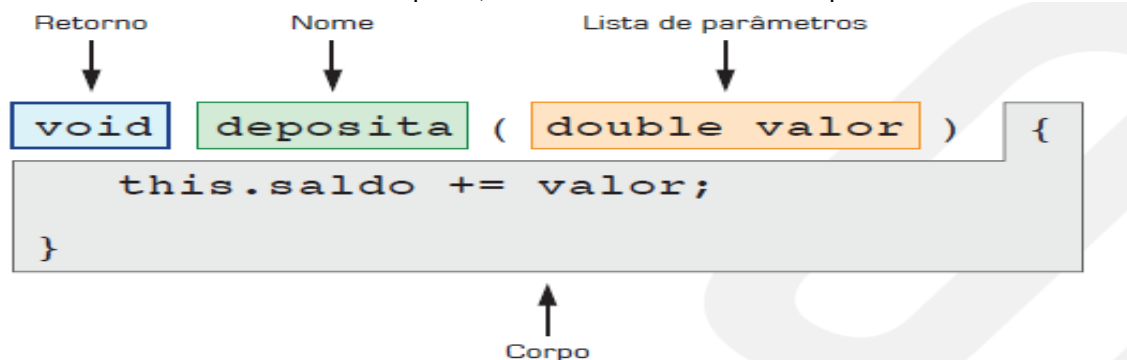 Retorno Nome Lista de parâmetros
void deposita ( double valor ) {
this.saldo += valor;
}
Corpo